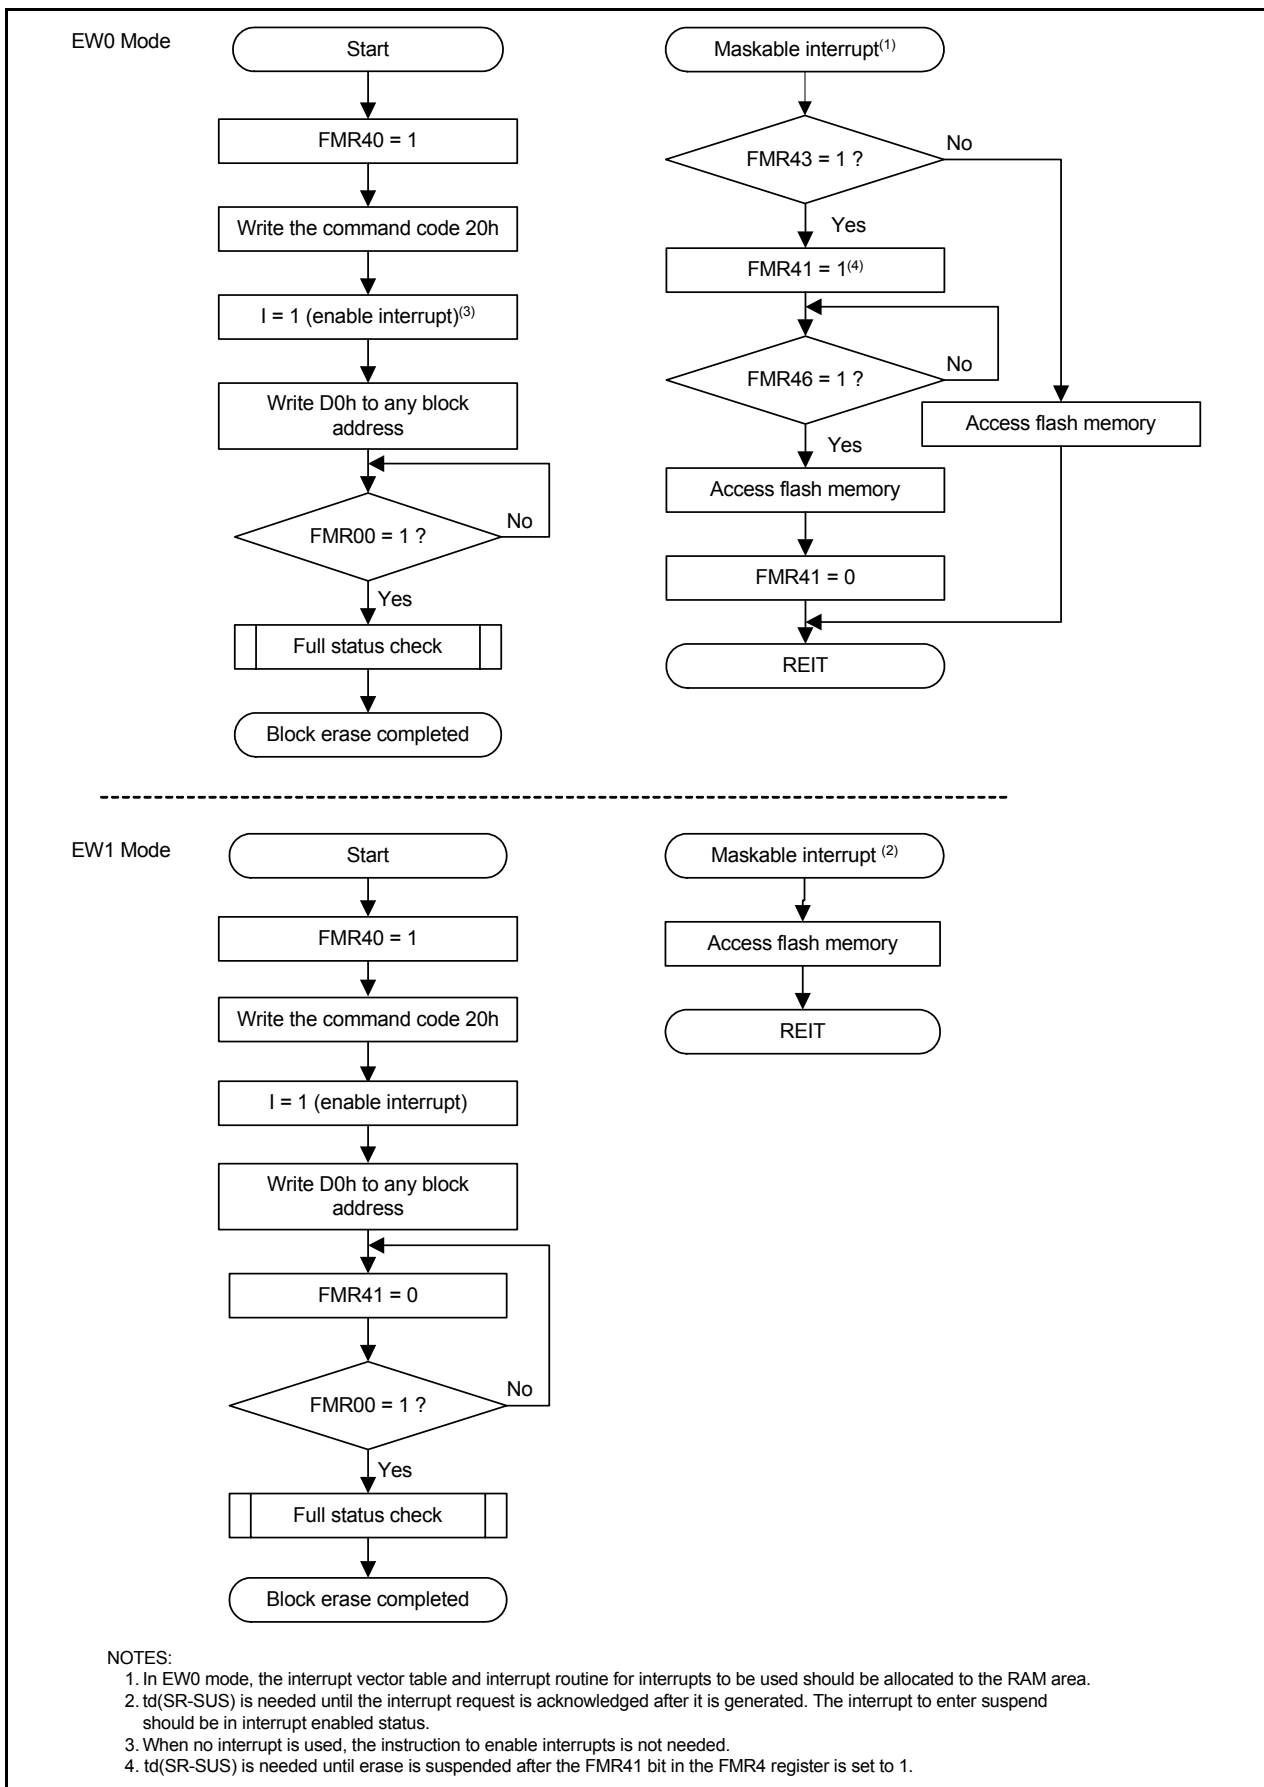 EW0 Mode
Start
FMR40 = 1
Write the command code 20h
I = 1 (enable interrupt)(3)
Write D0h to any block
address
FMR00 = 1 ?
No
Yes
Full status check
Block erase completed
Maskable interrupt(1)
FMR43 = 1 ?
No
Yes
FMR41 = 1(4)
FMR46 = 1 ?
No
Yes
Access flash memory
Access flash memory
FMR41 = 0
REIT
EW1 Mode
Start
FMR40 = 1
Write the command code 20h
I = 1 (enable interrupt)
Write D0h to any block
address
FMR41 = 0
FMR00 = 1 ?
No
Yes
Full status check
Block erase completed
Maskable interrupt (2)
Access flash memory
REIT
NOTES:
1. In EW0 mode, the interrupt vector table and interrupt routine for interrupts to be used should be allocated to the RAM area.
2. td(SR-SUS) is needed until the interrupt request is acknowledged after it is generated. The interrupt to enter suspend
should be in interrupt enabled status.
3. When no interrupt is used, the instruction to enable interrupts is not needed.
4. td(SR-SUS) is needed until erase is suspended after the FMR41 bit in the FMR4 register is set to 1.